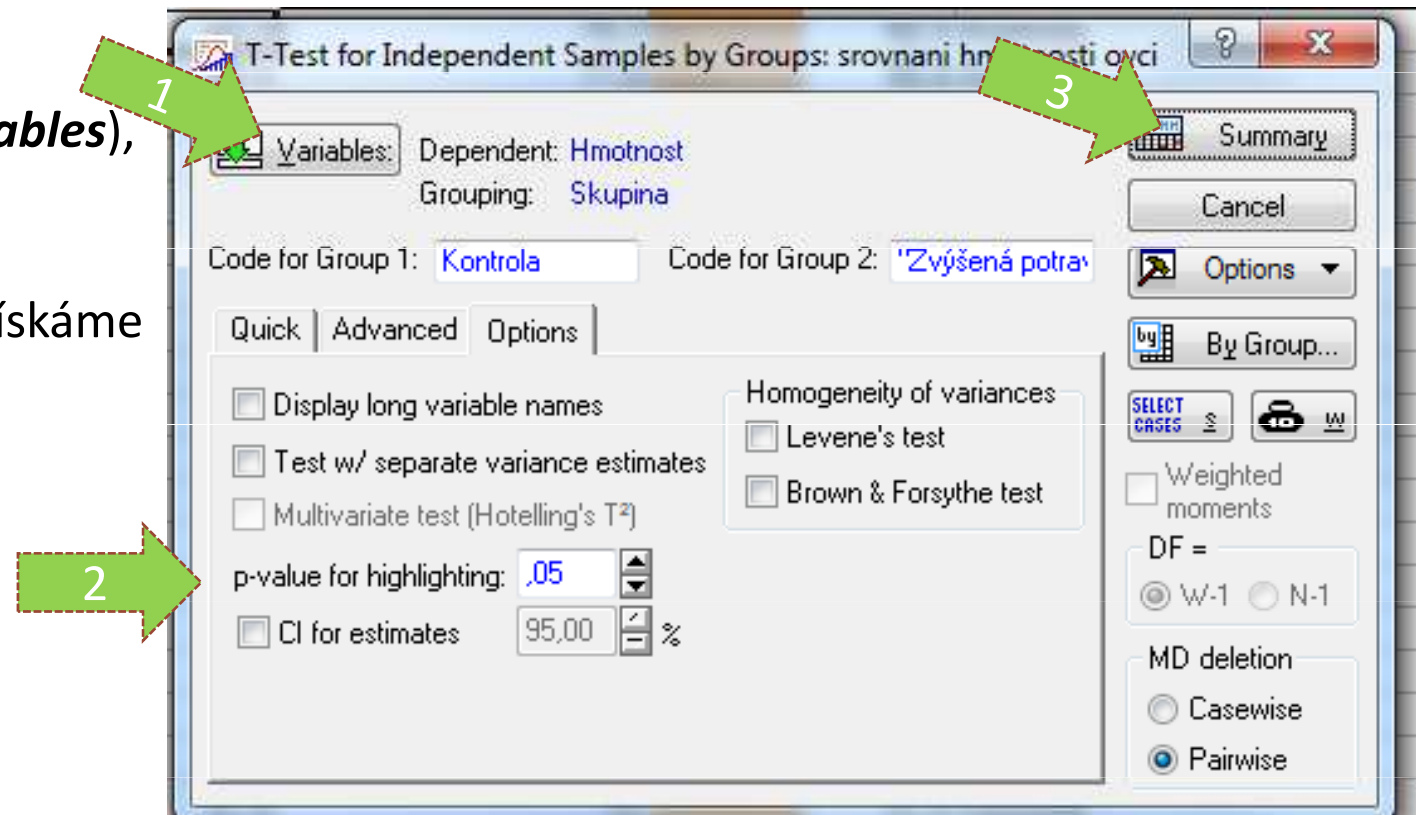 T-Test for Independent Samples by Groups: srovnani ovci
1
3
ables),
Variables:
Dependent: Hmotnost
Grouping: Skupina
Summary
Cancel
Code for Group 1: Kontrola
Code for Group 2: "Zvýšená potrav
Options
ískáme
Quick
Advanced
Options
by
By Group...
Display long variable names
Test w/ separate variance estimates
Multivariate test (Hotelling's T²)
Homogeneity of variances
Levene's test
Brown & Forsythe test
SELECT
CASES
S
W
Weighted
moments
2
p-value for highlighting: ,05
CI for estimates 95,00 %
DF =
W-1 N-1
MD deletion
Casewise
Pairwise